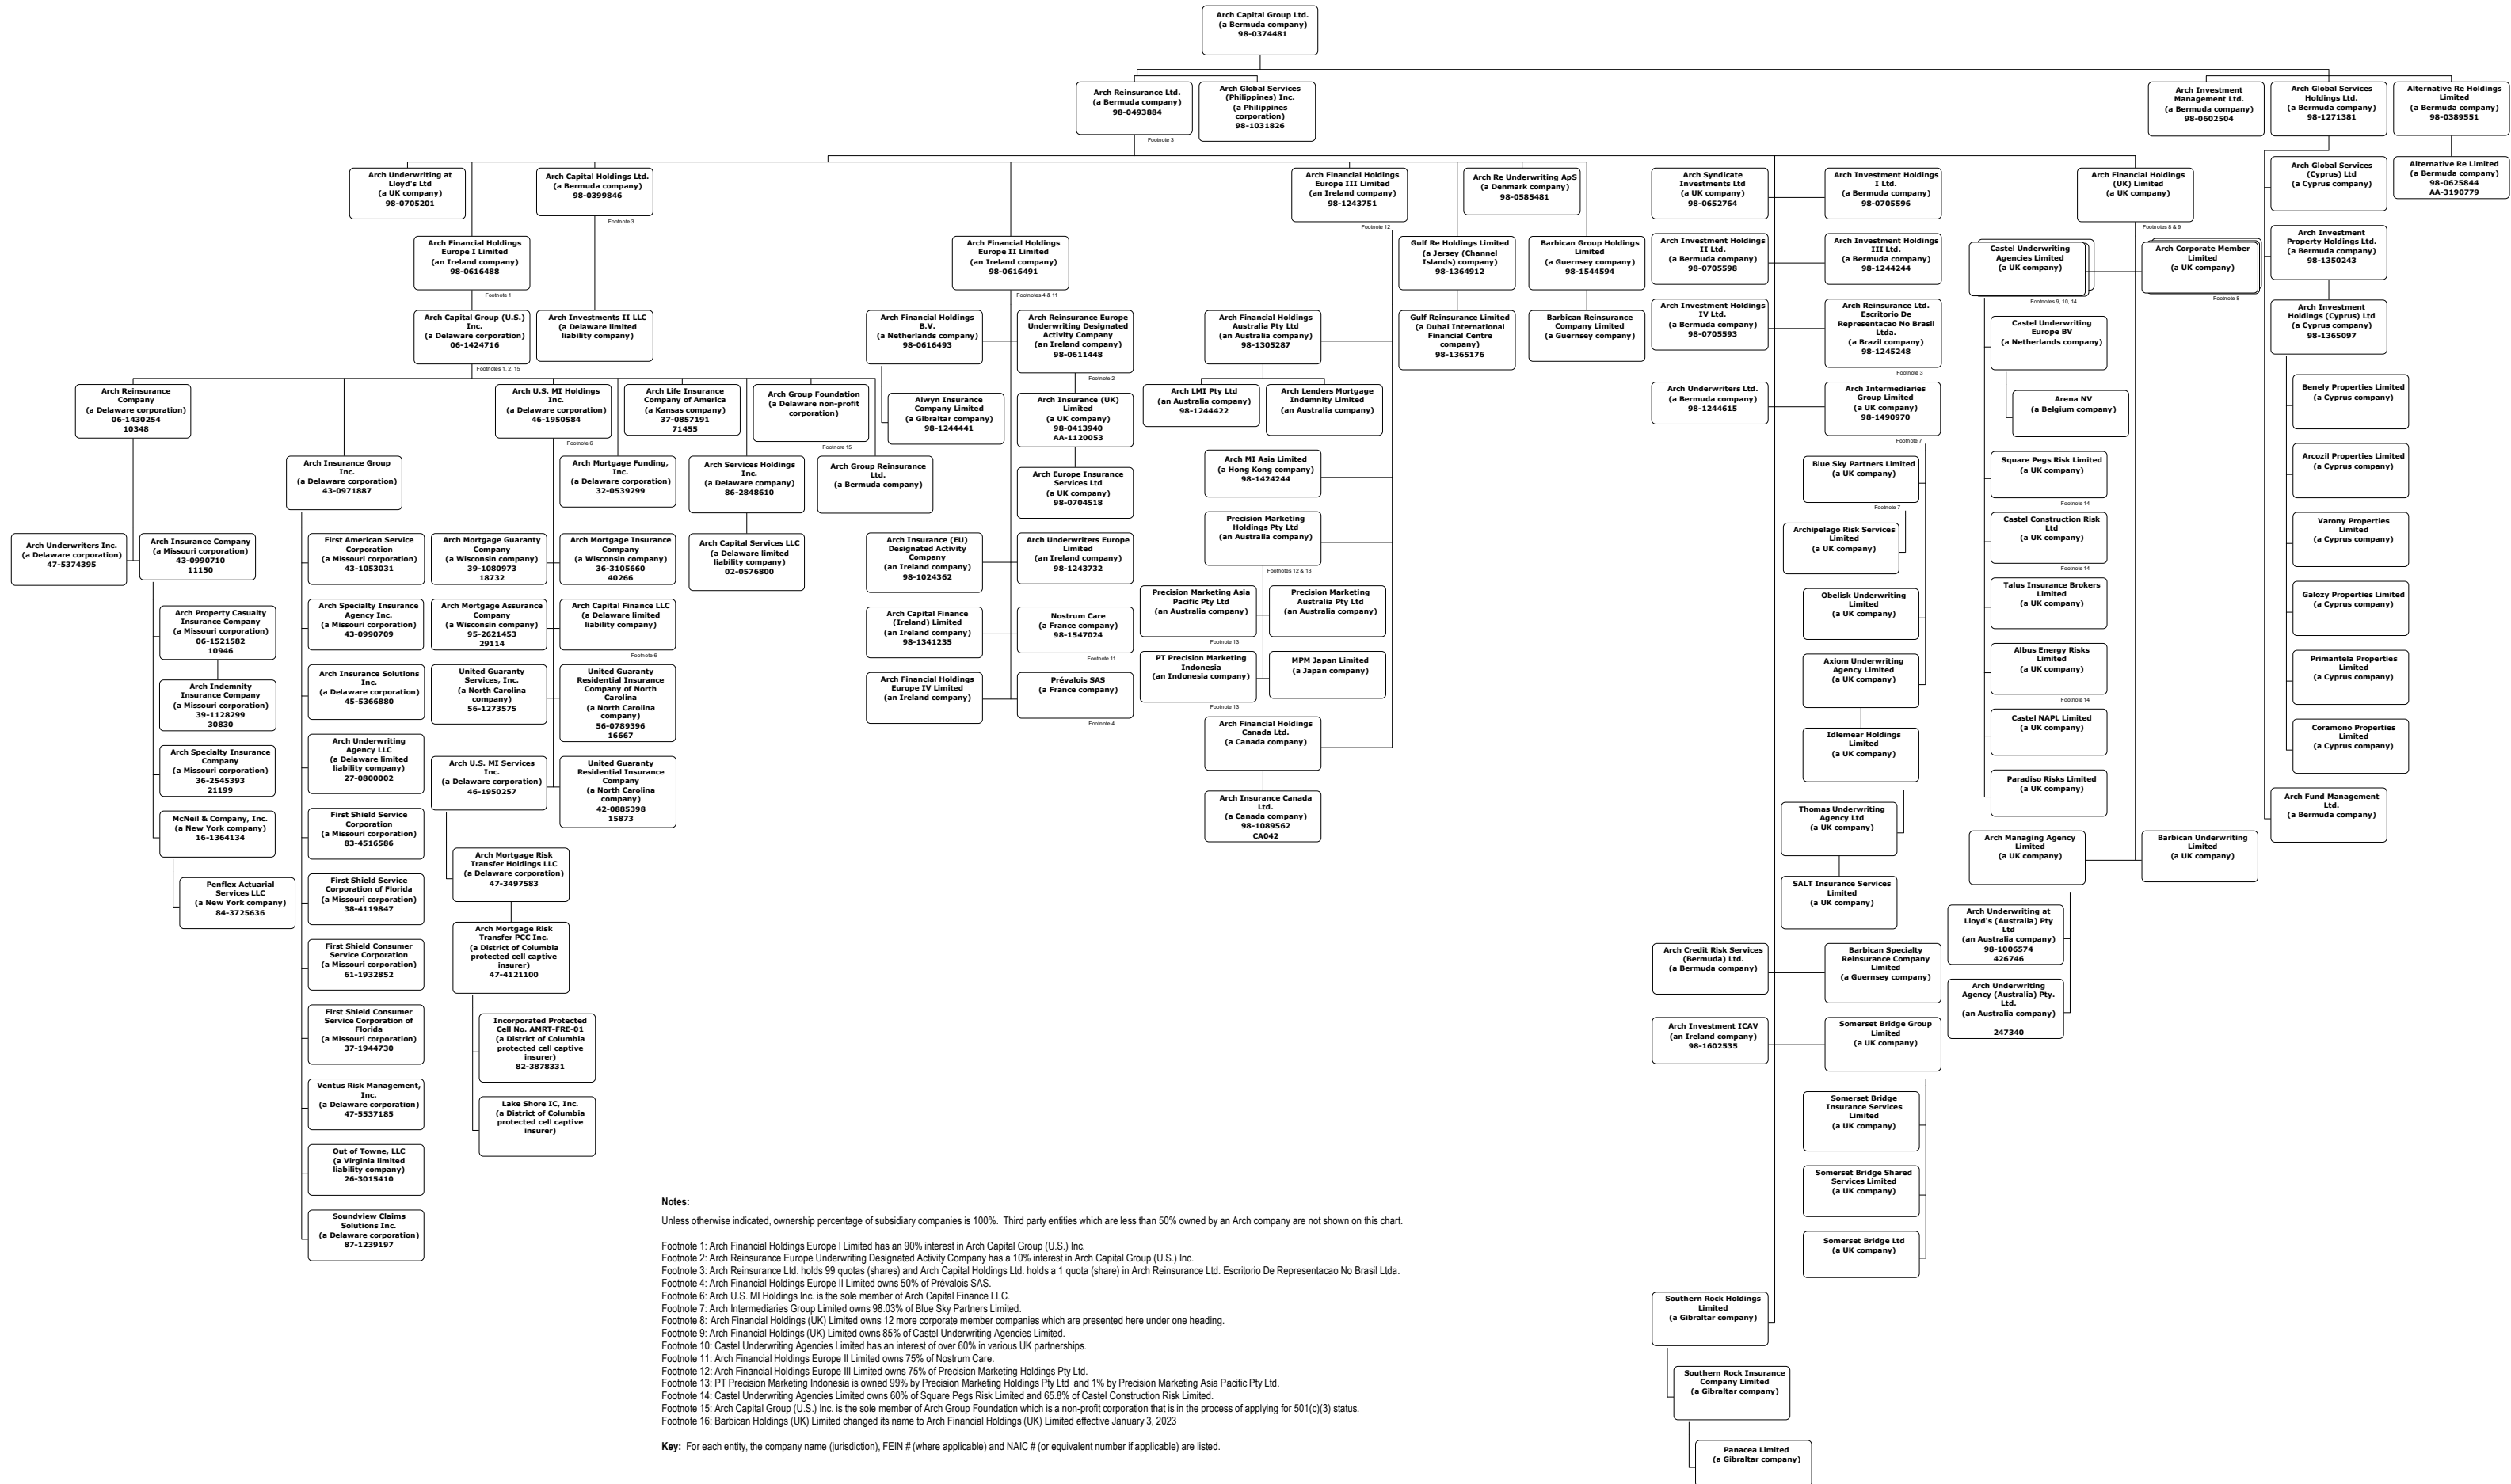 Arch Capital Group Ltd.
(a Bermuda company)
98-0374481
Arch Reinsurance Ltd.
(a Bermuda company)
98-0493884
Footnote 3
Arch Global Services
(Philippines) Inc.
(a Philippines
corporation)
98-1031826
Arch Investment
Management Ltd.
(a Bermuda company)
98-0602504
Arch Global Services
Holdings Ltd.
(a Bermuda company)
98-1271381
Alternative Re Holdings
Limited
(a Bermuda company)
98-0389551
Arch Underwriting at
Lloyd's Ltd
(a UK company)
98-0705201
Arch Capital Holdings Ltd.
(a Bermuda company)
98-0399846
Footnote 3
Arch Financial Holdings
Europe III Limited
(an Ireland company)
98-1243751
Footnote 12
Arch Re Underwriting ApS
(a Denmark company)
98-0585481
Arch Syndicate
Investments Ltd
(a UK company)
98-0652764
Arch Investment Holdings
I Ltd.
(a Bermuda company)
98-0705596
Arch Financial Holdings
(UK) Limited
(a UK company)
Footnotes 8 & 9
Arch Global Services
(Cyprus) Ltd
(a Cyprus company)
Alternative Re Limited
(a Bermuda company)
98-0625844
AA-3190779
Arch Financial Holdings
Europe I Limited
(an Ireland company)
98-0616488
Footnote 1
Arch Financial Holdings
Europe II Limited
(an Ireland company)
98-0616491
Footnotes 4 & 11
Gulf Re Holdings Limited
(a Jersey (Channel
Islands) company)
98-1364912
Barbican Group Holdings
Limited
(a Guernsey company)
98-1544594
Arch Investment Holdings
II Ltd.
(a Bermuda company)
98-0705598
Arch Investment Holdings
III Ltd.
(a Bermuda company)
98-1244244
Castel Underwriting
Agencies Limited
(a UK company)
Footnotes 9, 10, 14
Arch Corporate Member
Limited
(a UK company)
Footnote 8
Arch Investment
Property Holdings Ltd.
(a Bermuda company)
98-1350243
Arch Capital Group (U.S.)
Inc.
(a Delaware corporation)
06-1424716
Footnotes 1, 2, 15
Arch Investments II LLC
(a Delaware limited
liability company)
Arch Financial Holdings
B.V.
(a Netherlands company)
98-0616493
Arch Reinsurance Europe
Underwriting Designated
Activity Company
(an Ireland company)
98-0611448
Footnote 2
Arch Financial Holdings
Australia Pty Ltd
(an Australia company)
98-1305287
Gulf Reinsurance Limited
(a Dubai International
Financial Centre
company)
98-1365176
Barbican Reinsurance
Company Limited
(a Guernsey company)
Arch Investment Holdings
IV Ltd.
(a Bermuda company)
98-0705593
Arch Reinsurance Ltd.
Escritorio De
Representacao No Brasil
Ltda.
(a Brazil company)
98-1245248
Footnote 3
Castel Underwriting
Europe BV
(a Netherlands company)
Arch Investment
Holdings (Cyprus) Ltd
(a Cyprus company)
98-1365097
Arch Reinsurance
Company
(a Delaware corporation)
06-1430254
10348
Arch U.S. MI Holdings
Inc.
(a Delaware corporation)
46-1950584
Footnote 6
Arch Life Insurance
Company of America
(a Kansas company)
37-0857191
71455
Arch Group Foundation
(a Delaware non-profit
corporation)
Footnore 15
Alwyn Insurance
Company Limited
(a Gibraltar company)
98-1244441
Arch Insurance (UK)
Limited
(a UK company)
98-0413940
AA-1120053
Arch LMI Pty Ltd
(an Australia company)
98-1244422
Arch Lenders Mortgage
Indemnity Limited
(an Australia company)
Arch Underwriters Ltd.
(a Bermuda company)
98-1244615
Arch Intermediaries
Group Limited
(a UK company)
98-1490970
Footnote 7
Arena NV
(a Belgium company)
Benely Properties Limited
(a Cyprus company)
Arch Insurance Group
Inc.
(a Delaware corporation)
43-0971887
Arch Mortgage Funding,
Inc.
(a Delaware corporation)
32-0539299
Arch Services Holdings
Inc.
(a Delaware company)
86-2848610
Arch Group Reinsurance
Ltd.
(a Bermuda company)
Arch Europe Insurance
Services Ltd
(a UK company)
98-0704518
Arch MI Asia Limited
(a Hong Kong company)
98-1424244
Blue Sky Partners Limited
(a UK company)
Footnote 7
Square Pegs Risk Limited
(a UK company)
Footnote 14
Arcozil Properties Limited
(a Cyprus company)
Arch Underwriters Inc.
(a Delaware corporation)
47-5374395
Arch Insurance Company
(a Missouri corporation)
43-0990710
11150
First American Service
Corporation
(a Missouri corporation)
43-1053031
Arch Mortgage Guaranty
Company
(a Wisconsin company)
39-1080973
18732
Arch Mortgage Insurance
Company
(a Wisconsin company)
36-3105660
40266
Arch Capital Services LLC
(a Delaware limited
liability company)
02-0576800
Arch Insurance (EU)
Designated Activity
Company
(an Ireland company)
98-1024362
Arch Underwriters Europe
Limited
(an Ireland company)
98-1243732
Precision Marketing
Holdings Pty Ltd
(an Australia company)
Footnotes 12 & 13
Archipelago Risk Services
Limited
(a UK company)
Castel Construction Risk
Ltd
(a UK company)
Footnote 14
Varony Properties
Limited
(a Cyprus company)
Arch Property Casualty
Insurance Company
(a Missouri corporation)
06-1521582
10946
Arch Specialty Insurance
Agency Inc.
(a Missouri corporation)
43-0990709
Arch Mortgage Assurance
Company
(a Wisconsin company)
95-2621453
29114
Arch Capital Finance LLC
(a Delaware limited
liability company)
Footnote 6
Arch Capital Finance
(Ireland) Limited
(an Ireland company)
98-1341235
Nostrum Care
(a France company)
98-1547024
Footnote 11
Precision Marketing Asia
Pacific Pty Ltd
(an Australia company)
Footnote 13
Precision Marketing
Australia Pty Ltd
(an Australia company)
Obelisk Underwriting
Limited
(a UK company)
Talus Insurance Brokers
Limited
(a UK company)
Galozy Properties Limited
(a Cyprus company)
Arch Indemnity
Insurance Company
(a Missouri corporation)
39-1128299
30830
Arch Insurance Solutions
Inc.
(a Delaware corporation)
45-5366880
United Guaranty
Services, Inc.
(a North Carolina
company)
56-1273575
United Guaranty
Residential Insurance
Company of North
Carolina
(a North Carolina
company)
56-0789396
16667
Arch Financial Holdings
Europe IV Limited
(an Ireland company)
Prévalois SAS
(a France company)
Footnote 4
PT Precision Marketing
Indonesia
(an Indonesia company)
Footnote 13
MPM Japan Limited
(a Japan company)
Axiom Underwriting
Agency Limited
(a UK company)
Albus Energy Risks
Limited
(a UK company)
Footnote 14
Primantela Properties
Limited
(a Cyprus company)
Arch Specialty Insurance
Company
(a Missouri corporation)
36-2545393
21199
Arch Underwriting
Agency LLC
(a Delaware limited
liability company)
27-0800002
Arch U.S. MI Services
Inc.
(a Delaware corporation)
46-1950257
United Guaranty
Residential Insurance
Company
(a North Carolina
company)
42-0885398
15873
Arch Financial Holdings
Canada Ltd.
(a Canada company)
Idlemear Holdings
Limited
(a UK company)
Castel NAPL Limited
(a UK company)
Coramono Properties
Limited
(a Cyprus company)
McNeil & Company, Inc.
(a New York company)
16-1364134
First Shield Service
Corporation
(a Missouri corporation)
83-4516586
Arch Insurance Canada
Ltd.
(a Canada company)
98-1089562
CA042
Thomas Underwriting
Agency Ltd
(a UK company)
Paradiso Risks Limited
(a UK company)
Arch Fund Management
Ltd.
(a Bermuda company)
Arch Managing Agency
Limited
(a UK company)
Barbican Underwriting
Limited
(a UK company)
Penflex Actuarial
Services LLC
(a New York company)
84-3725636
First Shield Service
Corporation of Florida
(a Missouri corporation)
38-4119847
Arch Mortgage Risk
Transfer Holdings LLC
(a Delaware corporation)
47-3497583
SALT Insurance Services
Limited
(a UK company)
Arch Underwriting at
Lloyd's (Australia) Pty
Ltd
(an Australia company)
98-1006574
426746
First Shield Consumer
Service Corporation
(a Missouri corporation)
61-1932852
Arch Mortgage Risk
Transfer PCC Inc.
(a District of Columbia
protected cell captive
insurer)
47-4121100
Arch Credit Risk Services
(Bermuda) Ltd.
(a Bermuda company)
Barbican Specialty
Reinsurance Company
Limited
(a Guernsey company)
Arch Underwriting
Agency (Australia) Pty.
Ltd.
(an Australia company)
247340
First Shield Consumer
Service Corporation of
Florida
(a Missouri corporation)
37-1944730
Incorporated Protected
Cell No. AMRT-FRE-01
(a District of Columbia
protected cell captive
insurer)
82-3878331
Arch Investment ICAV
(an Ireland company)
98-1602535
Somerset Bridge Group
Limited
(a UK company)
Ventus Risk Management,
Inc.
(a Delaware corporation)
47-5537185
Lake Shore IC, Inc.
(a District of Columbia
protected cell captive
insurer)
Somerset Bridge
Insurance Services
Limited
(a UK company)
Out of Towne, LLC
(a Virginia limited
liability company)
26-3015410
Somerset Bridge Shared
Services Limited
(a UK company)
Soundview Claims
Solutions Inc.
(a Delaware corporation)
87-1239197
Somerset Bridge Ltd
(a UK company)
Southern Rock Holdings
Limited
(a Gibraltar company)
Southern Rock Insurance
Company Limited
(a Gibraltar company)
Panacea Limited
(a Gibraltar company)
Notes:
Unless otherwise indicated, ownership percentage of subsidiary companies is 100%. Third party entities which are less than 50% owned by an Arch company are not shown on this chart.
Footnote 1: Arch Financial Holdings Europe I Limited has an 90% interest in Arch Capital Group (U.S.) Inc.
Footnote 2: Arch Reinsurance Europe Underwriting Designated Activity Company has a 10% interest in Arch Capital Group (U.S.) Inc.
Footnote 3: Arch Reinsurance Ltd. holds 99 quotas (shares) and Arch Capital Holdings Ltd. holds a 1 quota (share) in Arch Reinsurance Ltd. Escritorio De Representacao No Brasil Ltda.
Footnote 4: Arch Financial Holdings Europe II Limited owns 50% of Prévalois SAS.
Footnote 6: Arch U.S. MI Holdings Inc. is the sole member of Arch Capital Finance LLC.
Footnote 7: Arch Intermediaries Group Limited owns 98.03% of Blue Sky Partners Limited.
Footnote 8: Arch Financial Holdings (UK) Limited owns 12 more corporate member companies which are presented here under one heading.
Footnote 9: Arch Financial Holdings (UK) Limited owns 85% of Castel Underwriting Agencies Limited.
Footnote 10: Castel Underwriting Agencies Limited has an interest of over 60% in various UK partnerships.
Footnote 11: Arch Financial Holdings Europe II Limited owns 75% of Nostrum Care.
Footnote 12: Arch Financial Holdings Europe III Limited owns 75% of Precision Marketing Holdings Pty Ltd.
Footnote 13: PT Precision Marketing Indonesia is owned 99% by Precision Marketing Holdings Pty Ltd and 1% by Precision Marketing Asia Pacific Pty Ltd.
Footnote 14: Castel Underwriting Agencies Limited owns 60% of Square Pegs Risk Limited and 65.8% of Castel Construction Risk Limited.
Footnote 15: Arch Capital Group (U.S.) Inc. is the sole member of Arch Group Foundation which is a non-profit corporation that is in the process of applying for 501(c)(3) status.
Footnote 16: Barbican Holdings (UK) Limited changed its name to Arch Financial Holdings (UK) Limited effective January 3, 2023
Key: For each entity, the company name (jurisdiction), FEIN # (where applicable) and NAIC # (or equivalent number if applicable) are listed.